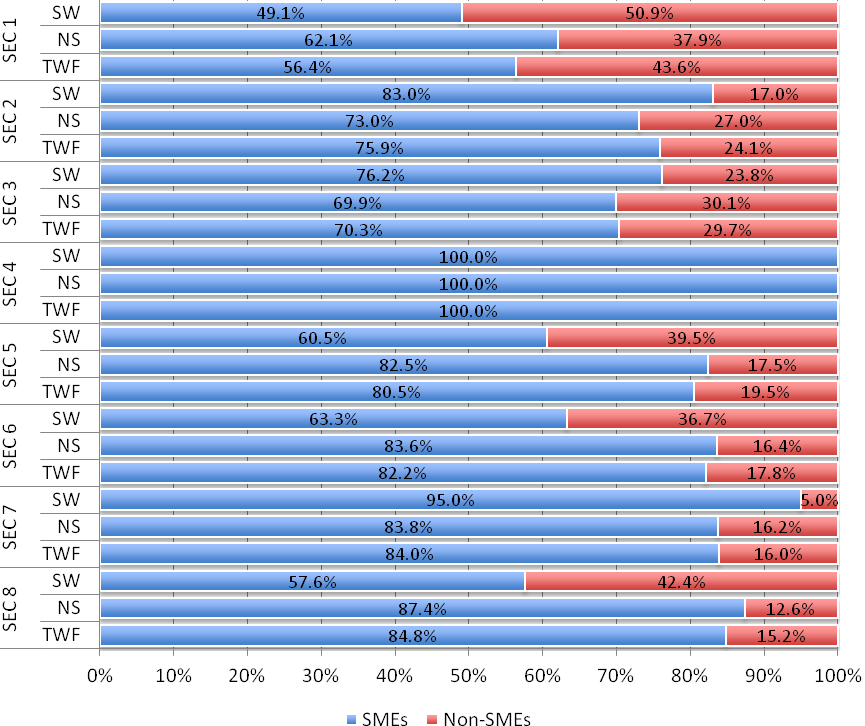 SEC 1
SW 49.1% 50.9%
NS 62.1% 37.9%
TWF 56.4% 43.6%
SEC 2
SW 83.0% 17.0%
NS 73.0% 27.0%
TWF 75.9% 24.1%
SEC 3
SW 76.2% 23.8%
NS 69.9% 30.1%
TWF 70.3% 29.7%
SEC 4
SW 100.0%
NS 100.0%
TWF 100.0%
SEC 5
SW 60.5% 39.5%
NS 82.5% 17.5%
TWF 80.5% 19.5%
SEC 6
SW 63.3% 36.7%
NS 83.6% 16.4%
TWF 82.2% 17.8%
SEC 7
SW 95.0% 5.0%
NS 83.8% 16.2%
TWF 84.0% 16.0%
SEC 8
SW 57.6% 42.4%
NS 87.4% 12.6%
TWF 84.8% 15.2%
0% 10% 20% 30% 40% 50% 60% 70% 80% 90% 100%
SMEs Non-SMEs